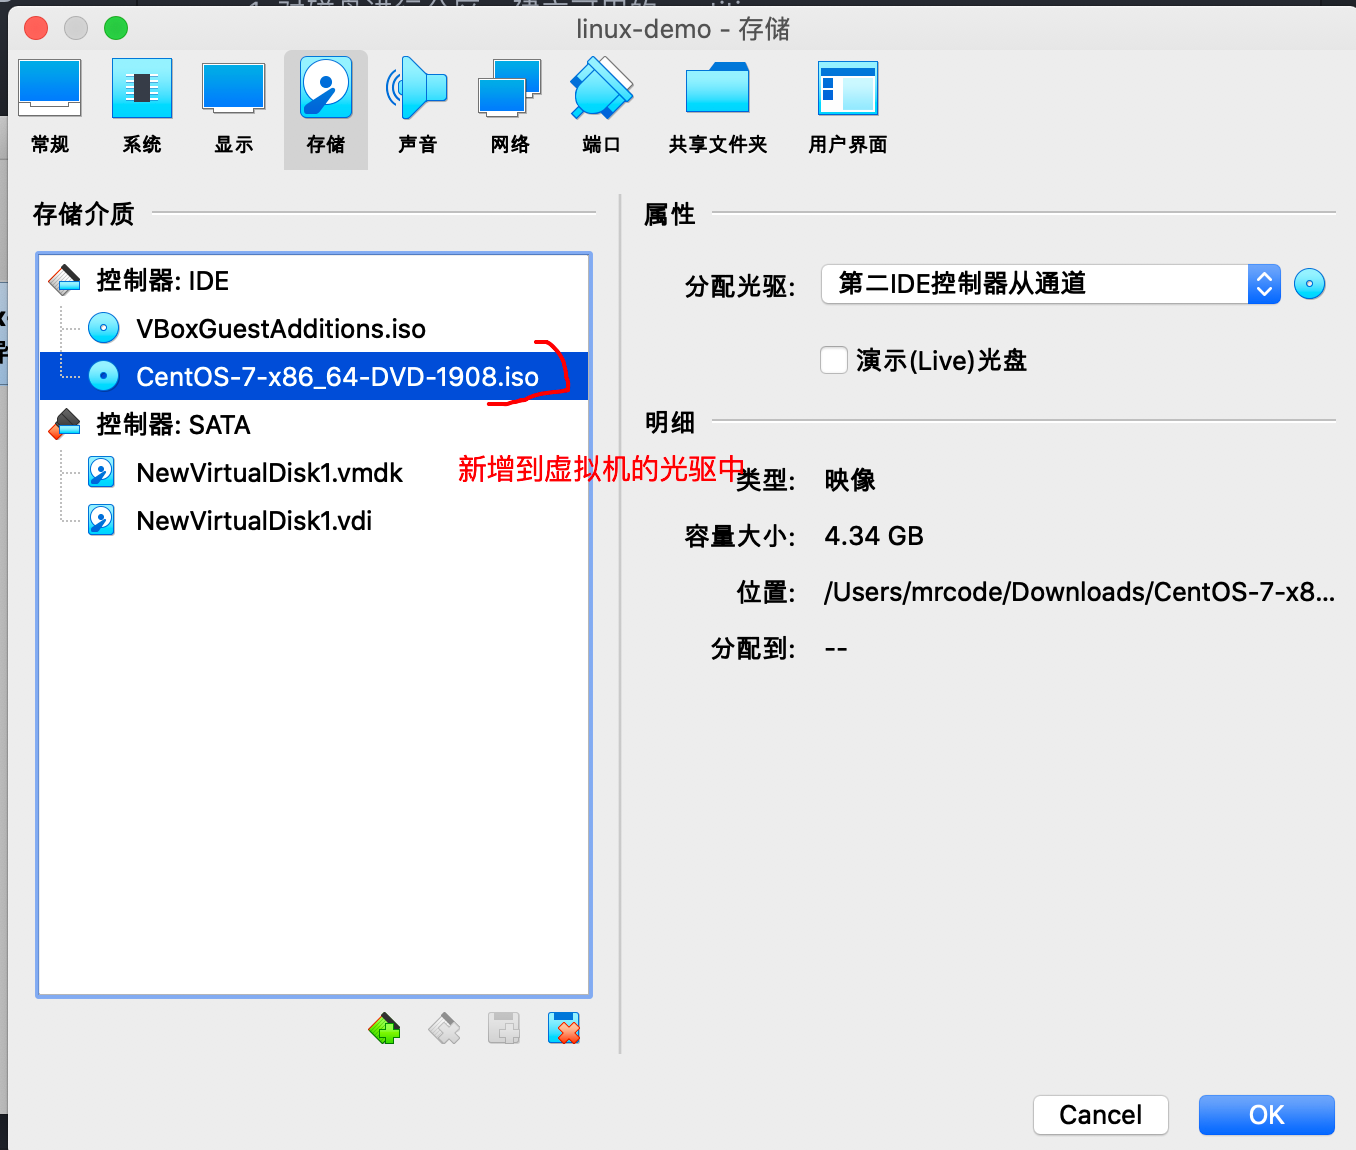 linux-demo - 存储
常规
系统
显示
存储
声音
网络
端口
共享文件夹
用户界面
存储介质
控制器: IDE
VBoxGuestAdditions.iso
CentOS-7-x86_64-DVD-1908.iso
控制器: SATA
NewVirtualDisk1.vmdk
NewVirtualDisk1.vdi
新增到虚拟机的光驱中
属性
分配光驱: 第二IDE控制器从通道
演示(Live)光盘
明细
类型: 映像
容量大小: 4.34 GB
位置: /Users/mrcode/Downloads/CentOS-7-x8...
分配到: --
Cancel
OK